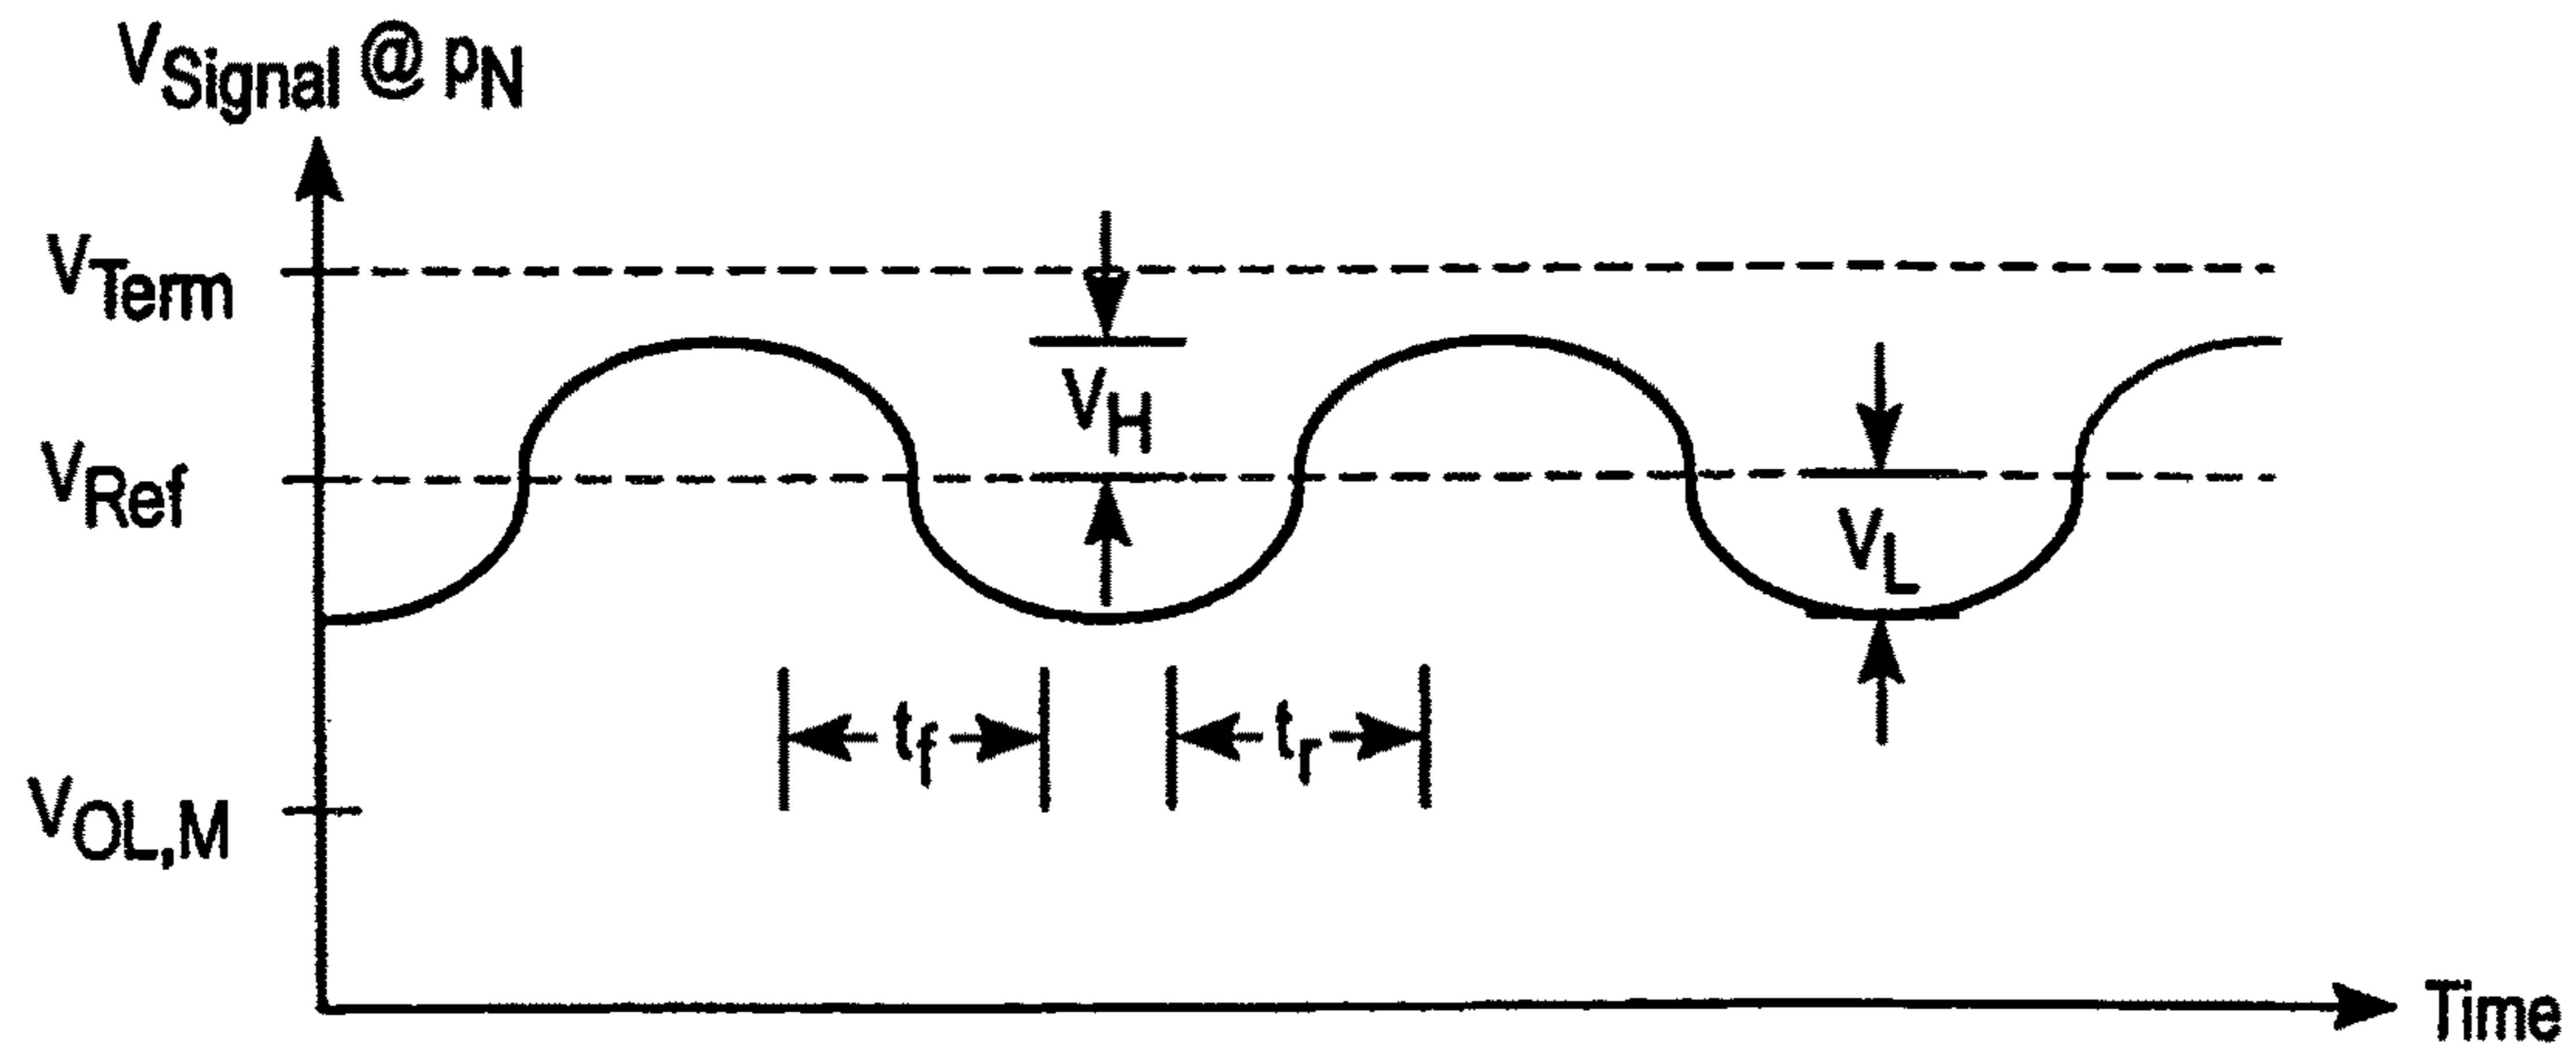 VSignal @ pN
VTerm
VH
VRef
VL
tf
tr
VOL,M
Time